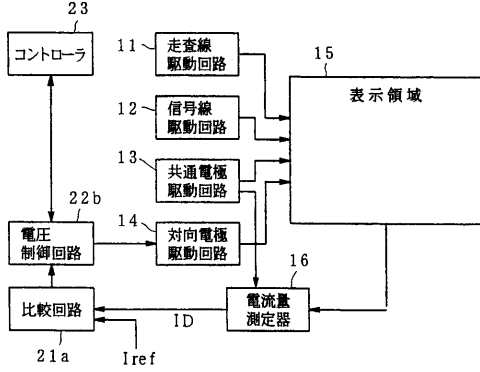 23
コントローラ
11
走査線
駆動回路
12
信号線
駆動回路
13
共通電極
駆動回路
14
対向電極
駆動回路
15
表示領域
22b
電圧
制御回路
16
電流量
測定器
比較回路
21a
ID
Iref